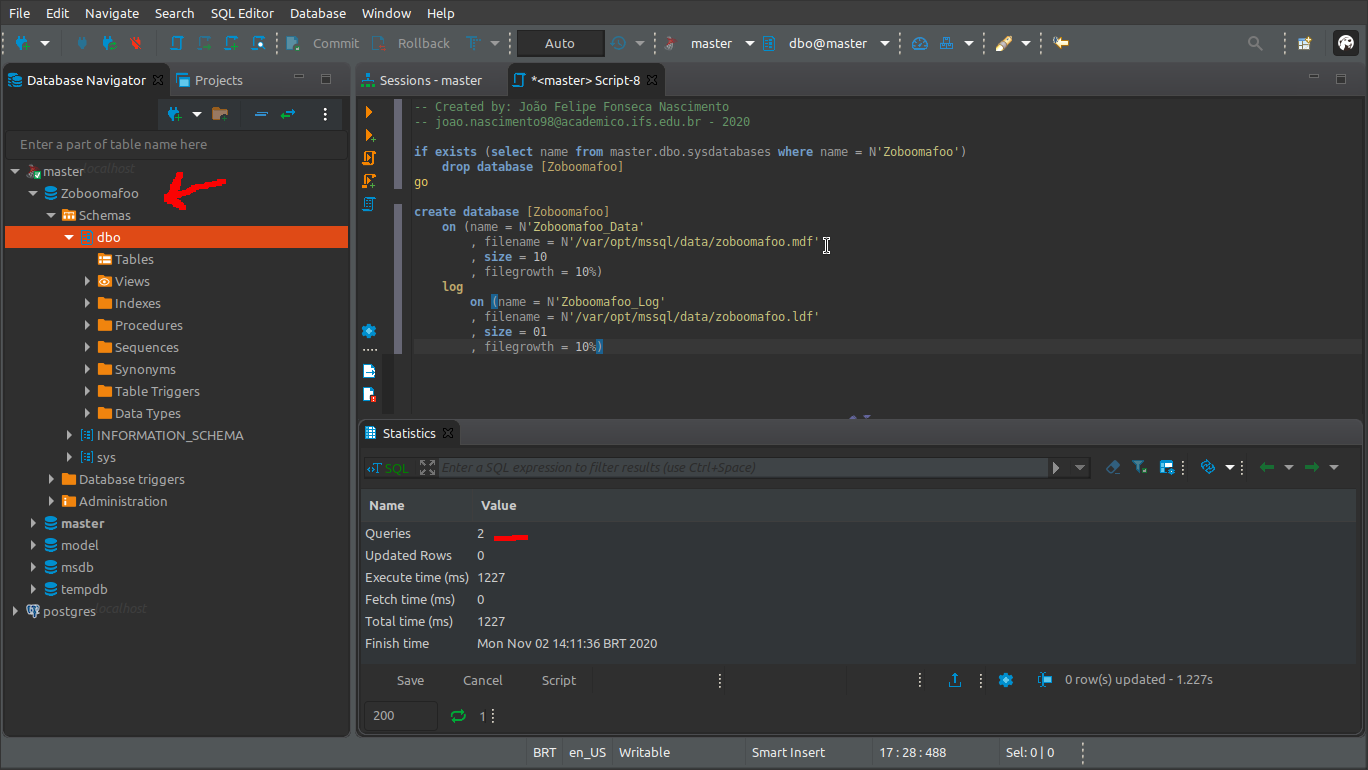 File Edit Navigate Search SQL Editor Database Window Help
Commit Rollback Auto master dbo@master
Database Navigator Projects
Enter a part of table name here
master localhost
Zoboomafoo
Schemas
dbo
Tables
Views
Indexes
Procedures
Sequences
Synonyms
Table Triggers
Data Types
INFORMATION_SCHEMA
sys
Database triggers
Administration
master
model
msdb
tempdb
postgres localhost
Sessions - master *<master> Script-8
-- Created by: João Felipe Fonseca Nascimento
-- joao.nascimento98@academico.ifs.edu.br - 2020
if exists (select name from master.dbo.sysdatabases where name = N'Zoboomafoo')
drop database [Zoboomafoo]
go
create database [Zoboomafoo]
on (name = N'Zoboomafoo_Data'
, filename = N'/var/opt/mssql/data/zoboomafoo.mdf'
, size = 10
, filegrowth = 10%)
log
on (name = N'Zoboomafoo_Log'
, filename = N'/var/opt/mssql/data/zoboomafoo.ldf'
, size = 01
, filegrowth = 10%)
Statistics
SQL Enter a SQL expression to filter results (use Ctrl+Space)
Name Value
Queries 2
Updated Rows 0
Execute time (ms) 1227
Fetch time (ms) 0
Total time (ms) 1227
Finish time Mon Nov 02 14:11:36 BRT 2020
Save Cancel Script 0 row(s) updated - 1.227s
200 1
BRT en_US Writable Smart Insert 17 : 28 : 488 Sel: 0 | 0